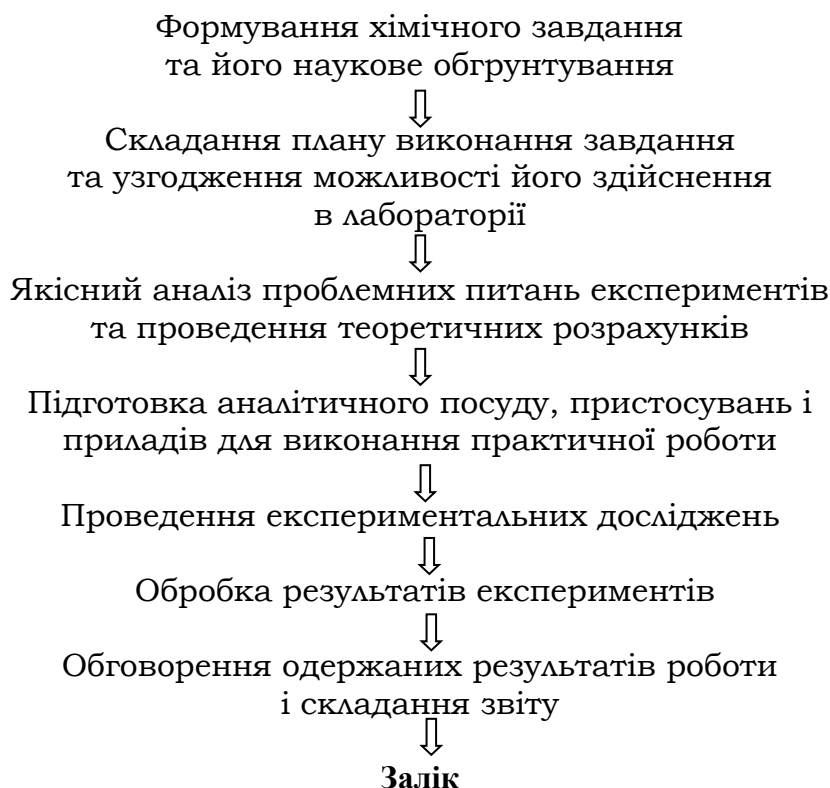 Формування хімічного завдання
та його наукове обгрунтування
Складання плану виконання завдання
та узгодження можливості його здійснення
в лабораторії
Якісний аналіз проблемних питань експериментів
та проведення теоретичних розрахунків
Підготовка аналітичного посуду, пристосувань і
приладів для виконання практичної роботи
Проведення експериментальних досліджень
Обробка результатів експериментів
Обговорення одержаних результатів роботи
і складання звіту
Залік